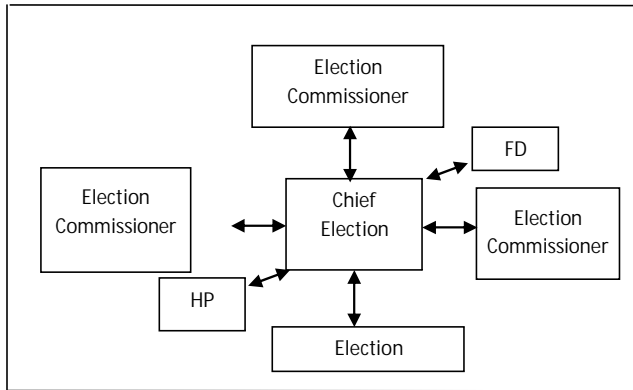 Election
Commissioner
FD
Election
Commissioner
Chief
Election
Election
Commissioner
HP
Election